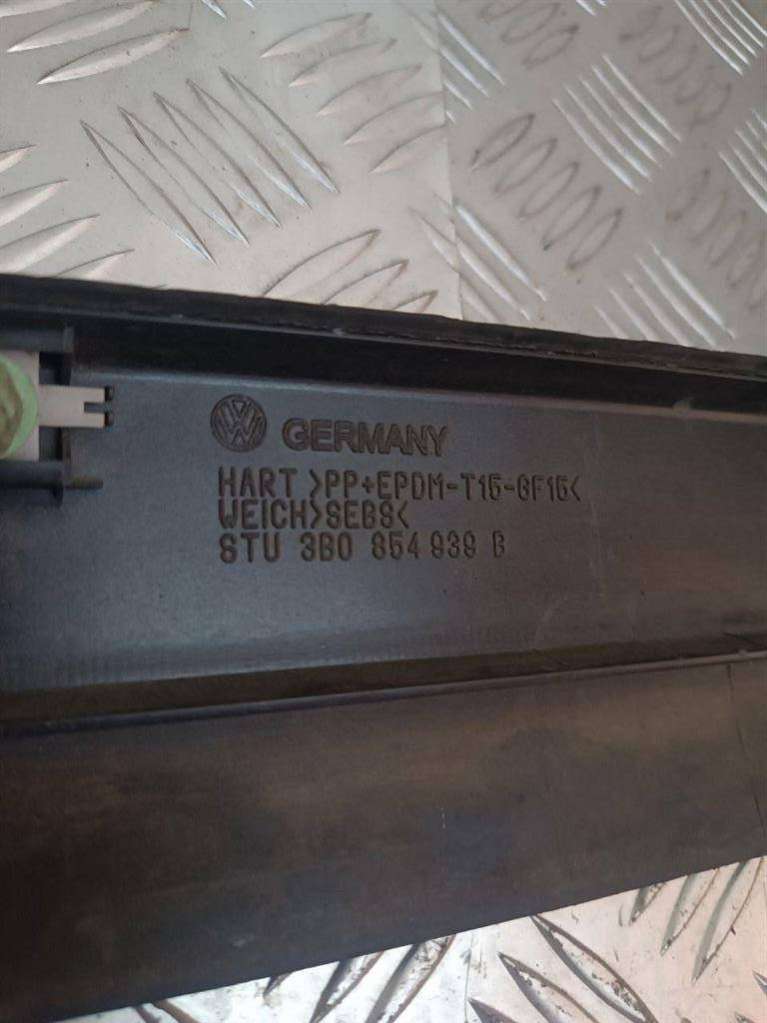 GERMANY
HART >PP+EPDM-T15-GF15<
WEICH>SEBS<
STU 3B0 854 939 B